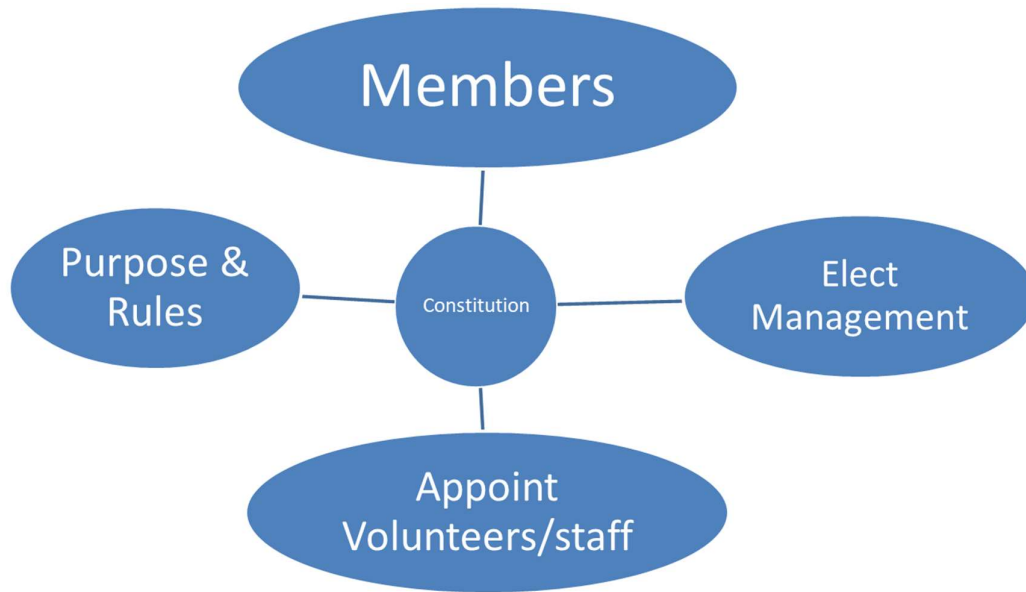 Members
Purpose &
Rules
Constitution
Elect
Management
Appoint
Volunteers/staff